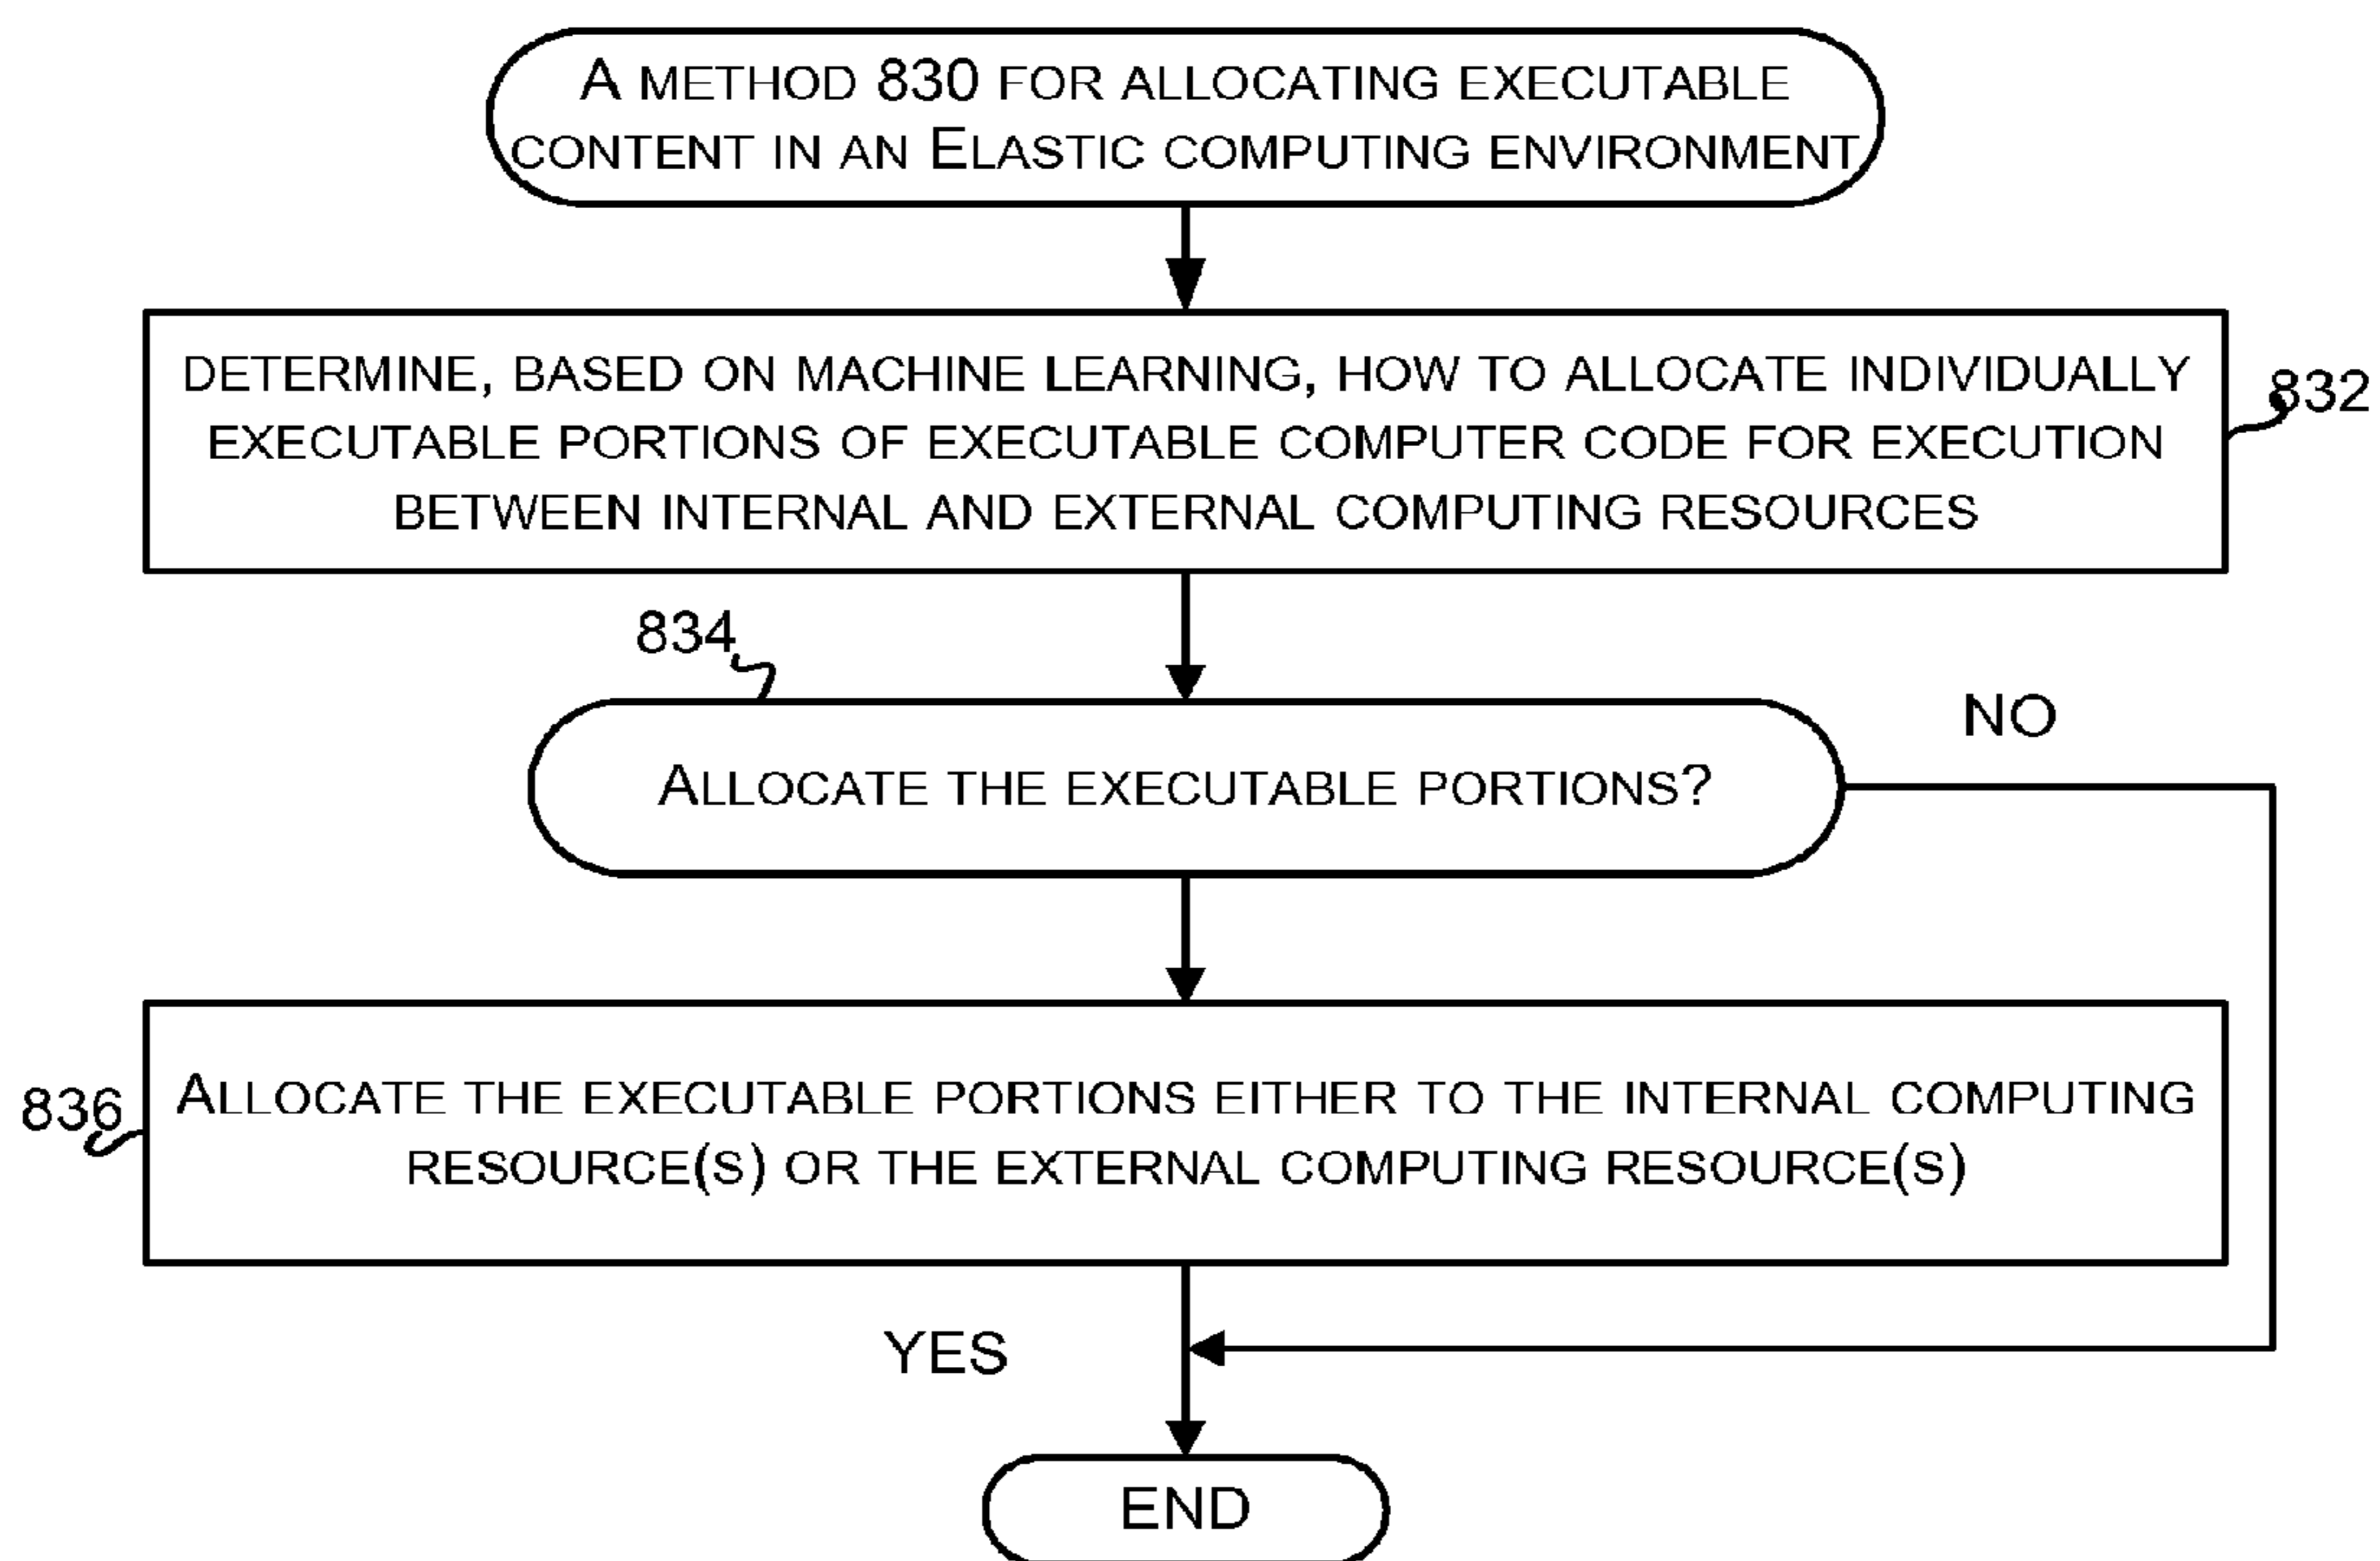 A METHOD 830 FOR ALLOCATING EXECUTABLE
CONTENT IN AN ELASTIC COMPUTING ENVIRONMENT
DETERMINE, BASED ON MACHINE LEARNING, HOW TO ALLOCATE INDIVIDUALLY
EXECUTABLE PORTIONS OF EXECUTABLE COMPUTER CODE FOR EXECUTION
BETWEEN INTERNAL AND EXTERNAL COMPUTING RESOURCES
832
834
NO
ALLOCATE THE EXECUTABLE PORTIONS?
836
ALLOCATE THE EXECUTABLE PORTIONS EITHER TO THE INTERNAL COMPUTING
RESOURCE(S) OR THE EXTERNAL COMPUTING RESOURCE(S)
YES
END